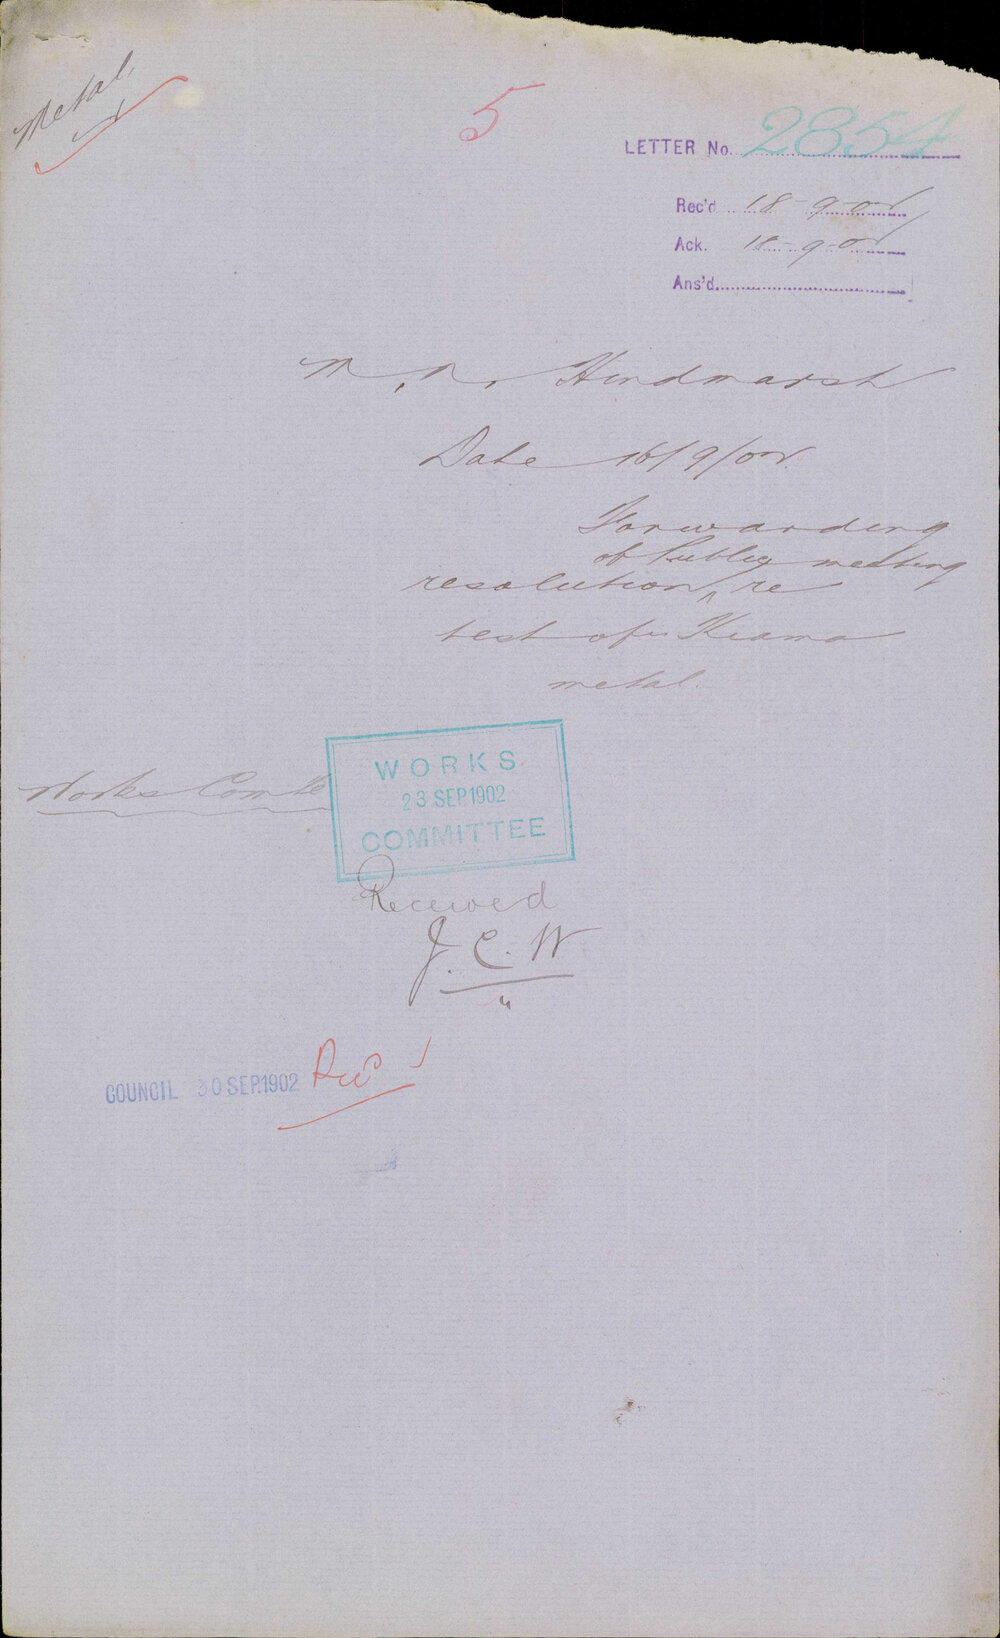 Metal,
5
LETTER No. 2854
Rec'd 18-9-02
Ack. 18-9-02
Ans'd.
Hindmarsh
Date 16/9/02.
Forwarding
of Public meeting
resolution ^ re
test of Kiama
metal.
Works Comtee
WORKS
23 SEP 1902
COMMITTEE
Received
J. C. W
COUNCIL 30 SEP. 1902 Recd